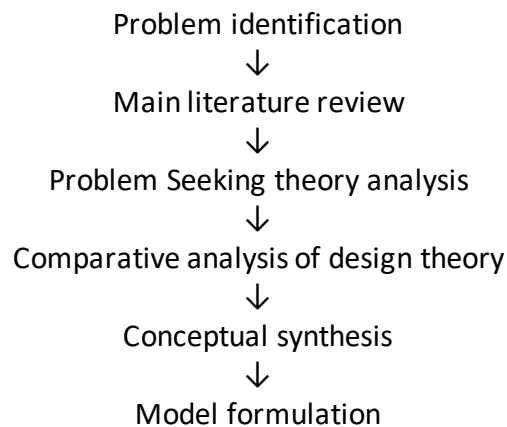 Problem identification
↓
Main literature review
↓
Problem Seeking theory analysis
↓
Comparative analysis of design theory
↓
Conceptual synthesis
↓
Model formulation